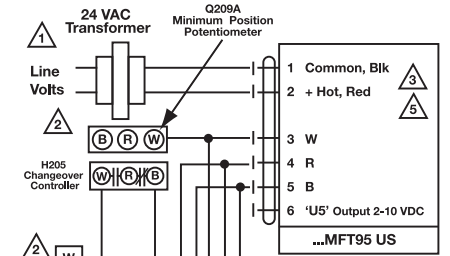 24 VAC
Transformer
Q209A
Minimum Position
Potentiometer
1
Line
Volts
1 Common, Blk
2 + Hot, Red
3
5
2
B R W
3 W
4 R
5 B
6 'U5' Output 2-10 VDC
H205
Changeover
Controller
W R B
...MFT95 US
2
W